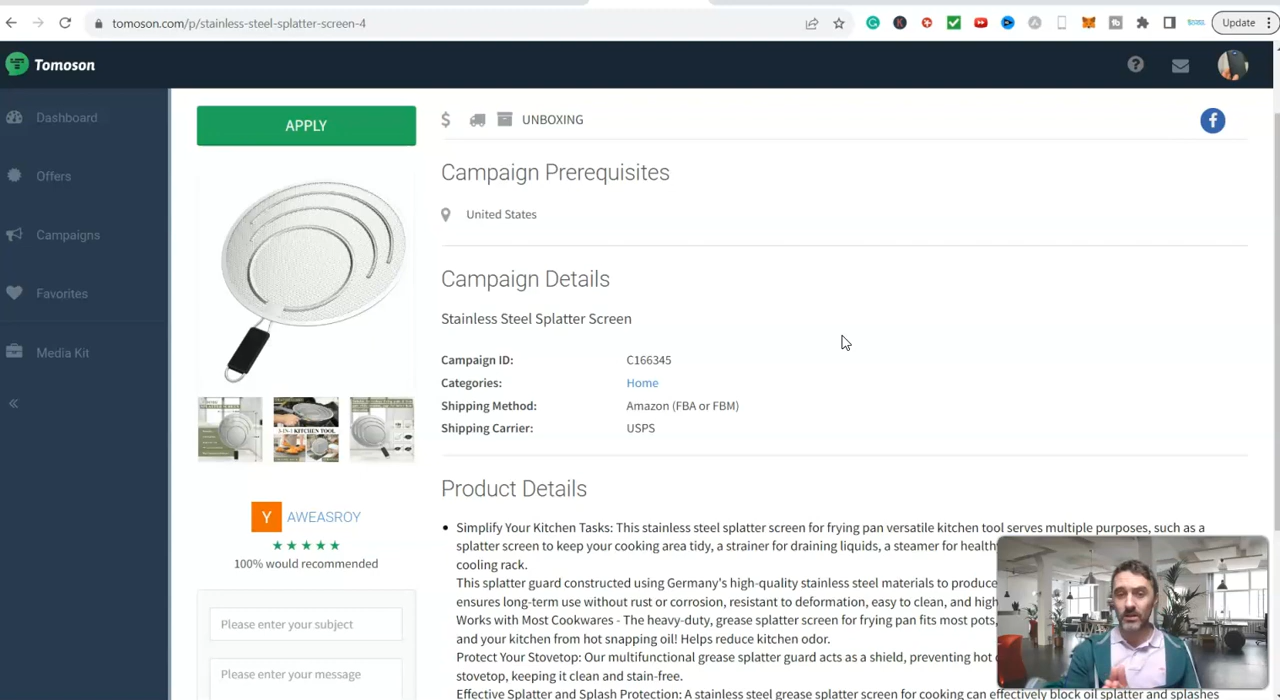 tomoson.com/p/stainless-steel-splatter-screen-4
Update
Tomoson
Dashboard
Offers
Campaigns
Favorites
Media Kit
APPLY
3-IN-1 KITCHEN TOOL
Y AWEASROY
100% would recommended
Please enter your subject
Please enter your message
$ UNBOXING
Campaign Prerequisites
United States
Campaign Details
Stainless Steel Splatter Screen
Campaign ID: C166345
Categories: Home
Shipping Method: Amazon (FBA or FBM)
Shipping Carrier: USPS
Product Details
Simplify Your Kitchen Tasks: This stainless steel splatter screen for frying pan versatile kitchen tool serves multiple purposes, such as a
splatter screen to keep your cooking area tidy, a strainer for draining liquids, a steamer for health
cooling rack.
This splatter guard constructed using Germany's high-quality stainless steel materials to produce
ensures long-term use without rust or corrosion, resistant to deformation, easy to clean, and high
Works with Most Cookwares - The heavy-duty, grease splatter screen for frying pan fits most pots,
and your kitchen from hot snapping oil! Helps reduce kitchen odor.
Protect Your Stovetop: Our multifunctional grease splatter guard acts as a shield, preventing hot
stovetop, keeping it clean and stain-free.
Effective Splatter and Splash Protection: A stainless steel grease splatter screen for cooking can effectively block oil splatter and splashes